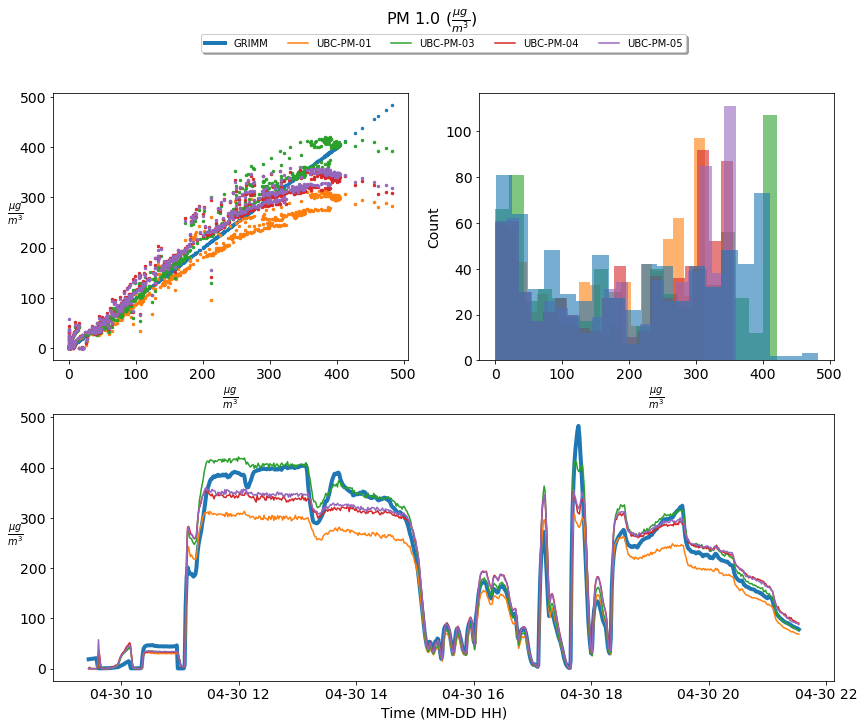 PM 1.0 (μg/m³)
GRIMM UBC-PM-01 UBC-PM-03 UBC-PM-04 UBC-PM-05
500
400
300
200
100
0
μg/m³
0 100 200 300 400 500
μg/m³
100
80
60
40
20
0
Count
0 100 200 300 400 500
μg/m³
500
400
300
200
100
0
μg/m³
04-30 10 04-30 12 04-30 14 04-30 16 04-30 18 04-30 20 04-30 22
Time (MM-DD HH)